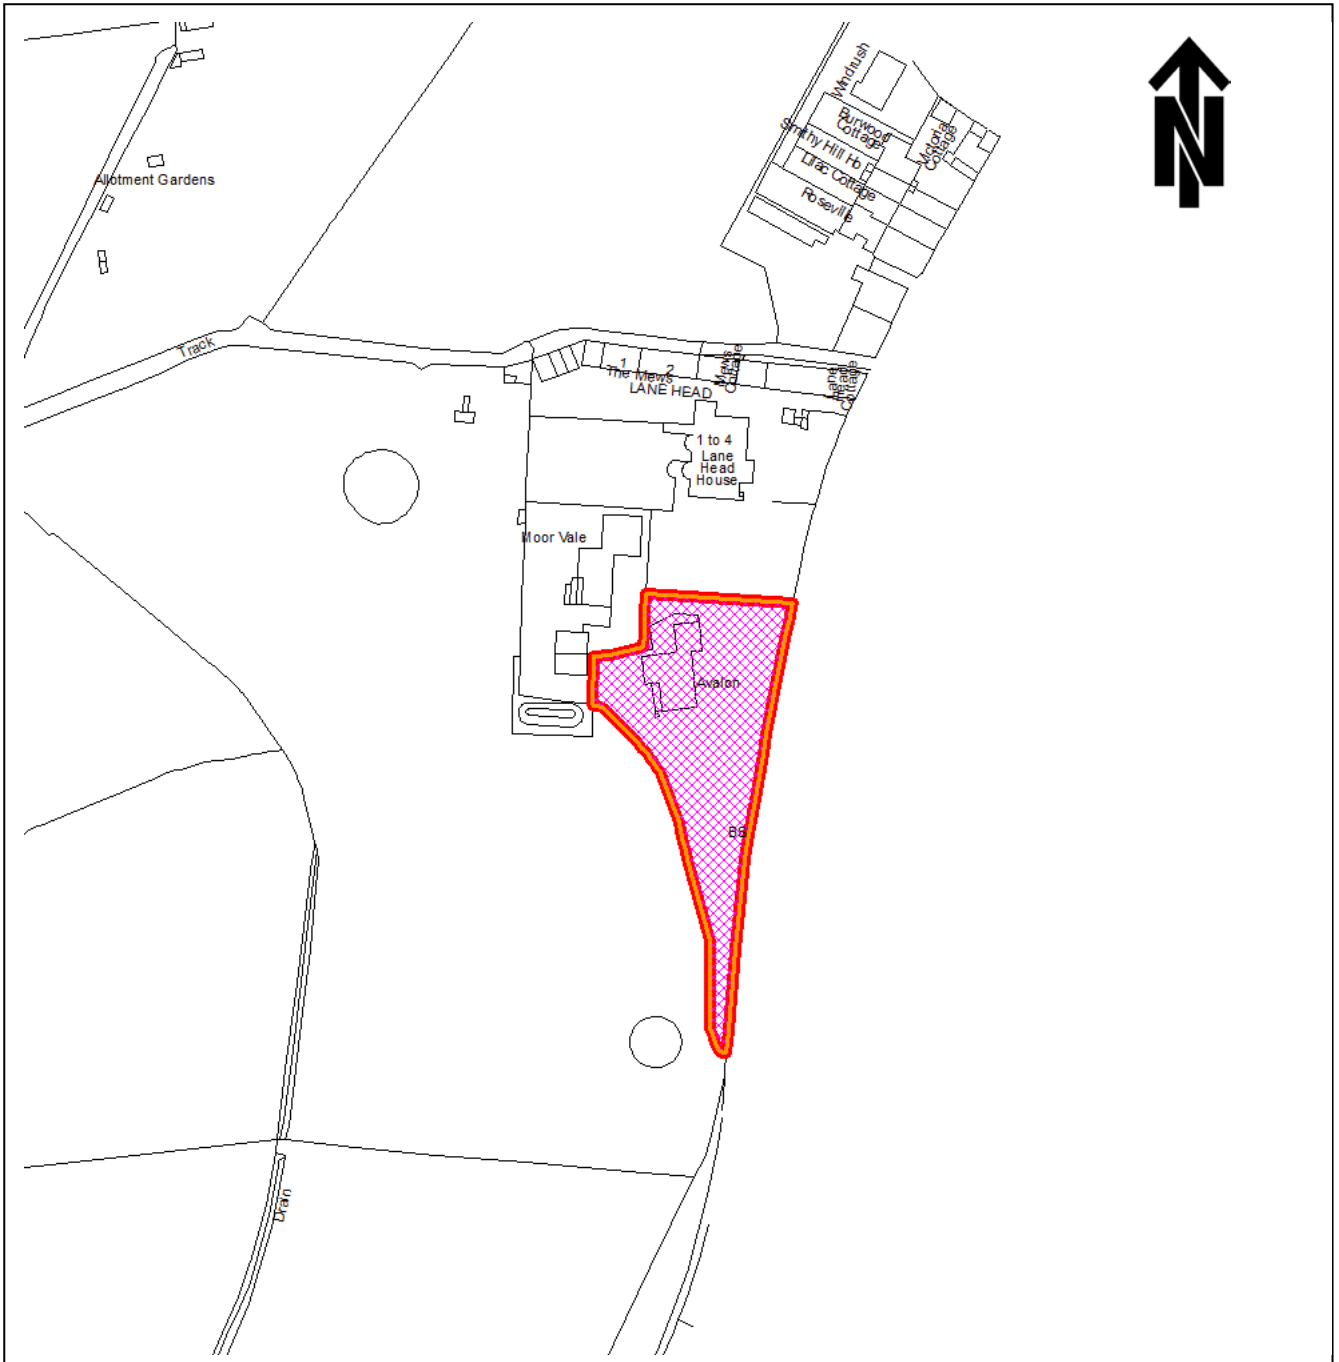 N
Windrush
Burwood
Cottage
Victoria
Cottage
Smithy Hill Ho
Lilac Cottage
Roseville
Allotment Gardens
Track
1
2
The Mews
Mews
Cottage
LANE HEAD
Lane
Head
Cottage
1 to 4
Lane
Head
House
Moor Vale
Avalon
BS
Drain